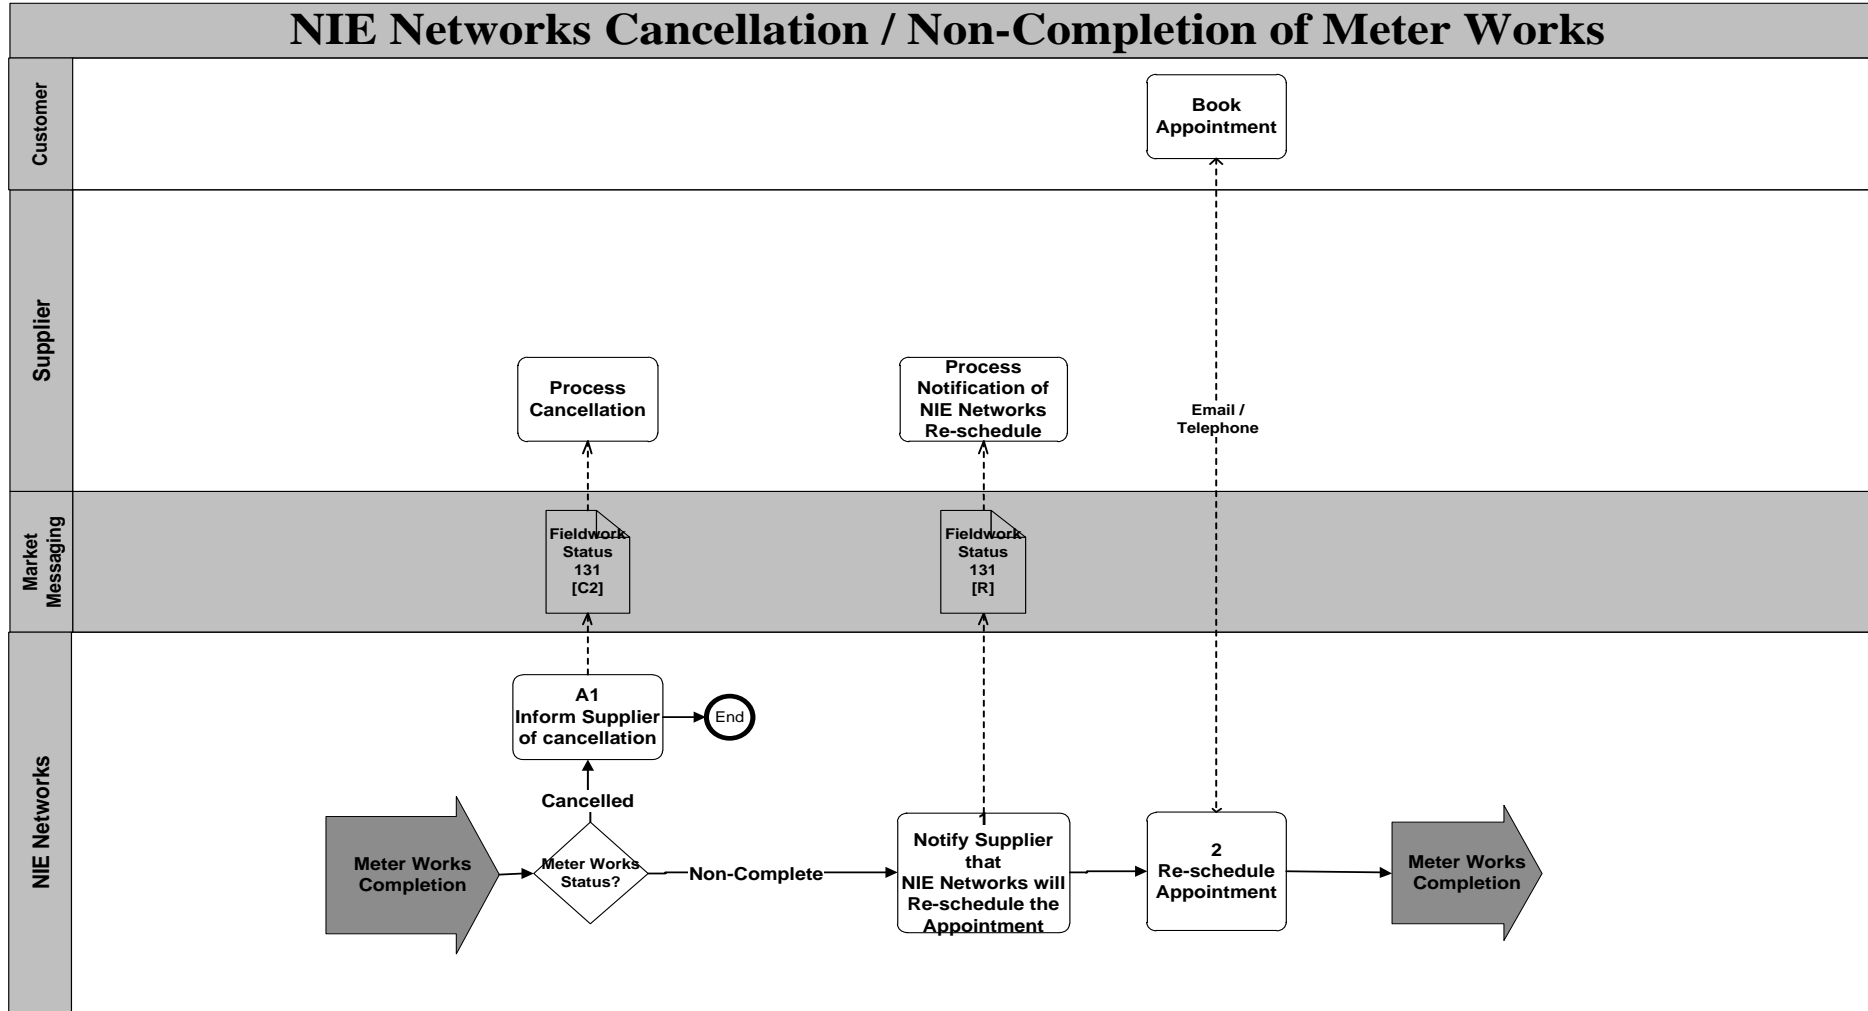 NIE Networks Cancellation / Non-Completion of Meter Works
Customer
Book
Appointment
Supplier
Process
Cancellation
Process
Notification of
NIE Networks
Re-schedule
Email /
Telephone
Market
Messaging
Fieldwork
Status
131
[C2]
Fieldwork
Status
131
[R]
NIE Networks
A1
Inform Supplier
of cancellation
End
Cancelled
Meter Works
Completion
Meter Works
Status?
Non-Complete
1
Notify Supplier
that
NIE Networks will
Re-schedule the
Appointment
2
Re-schedule
Appointment
Meter Works
Completion